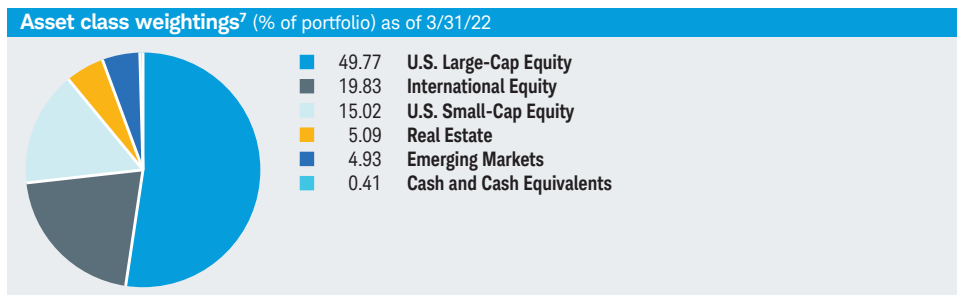 Asset class weightings7 (% of portfolio) as of 3/31/22
49.77 U.S. Large-Cap Equity
19.83 International Equity
15.02 U.S. Small-Cap Equity
5.09 Real Estate
4.93 Emerging Markets
0.41 Cash and Cash Equivalents